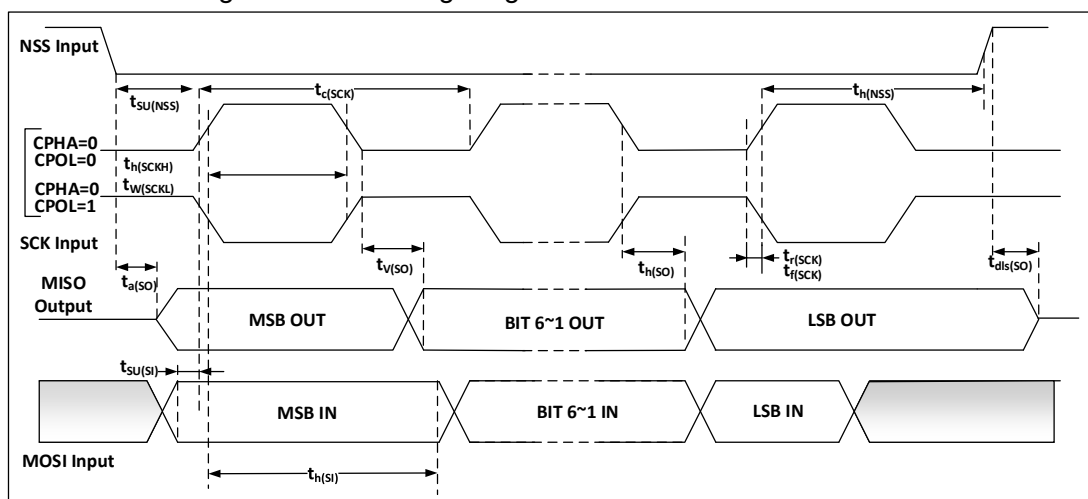 NSS Input
tSU(NSS)
tc(SCK)
th(NSS)
CPHA=0
CPOL=0
th(SCKH)
CPHA=0
tW(SCKL)
CPOL=1
SCK Input
ta(SO)
tV(SO)
th(SO)
tr(SCK)
tf(SCK)
tdis(SO)
MISO
Output
MSB OUT
BIT 6~1 OUT
LSB OUT
tSU(SI)
MSB IN
BIT 6~1 IN
LSB IN
MOSI Input
th(SI)